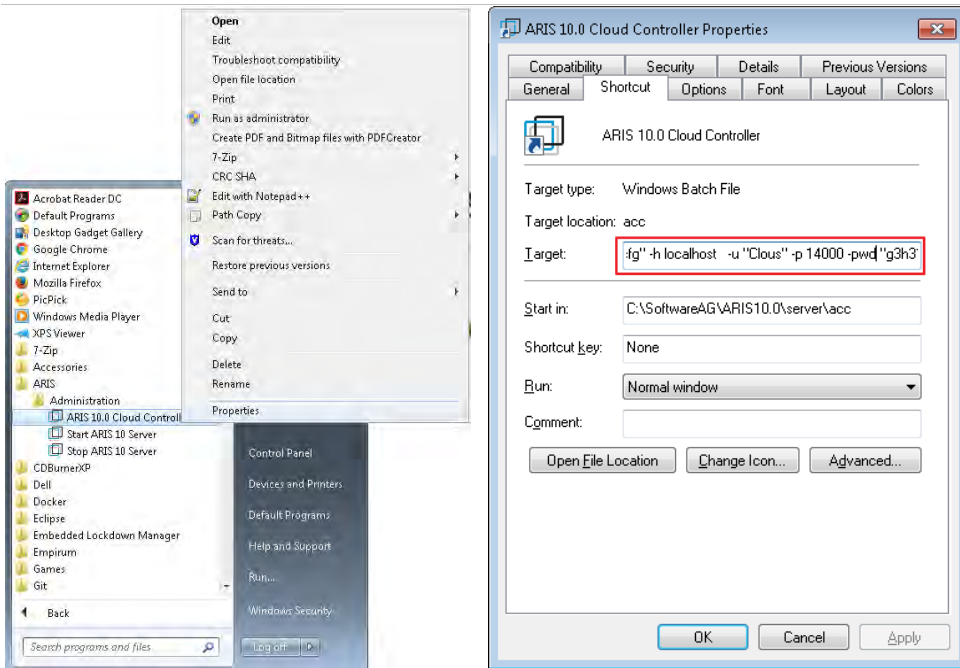 Open
Edit
Troubleshoot compatibility
Open file location
Print
Run as administrator
Create PDF and Bitmap files with PDFCreator
7-Zip
CRC SHA
Edit with Notepad++
Path Copy
Scan for threats...
Restore previous versions
Send to
Cut
Copy
Delete
Rename
Properties
Acrobat Reader DC
Default Programs
Desktop Gadget Gallery
Google Chrome
Internet Explorer
Mozilla Firefox
PicPick
Windows Media Player
XPS Viewer
7-Zip
Accessories
ARIS
Administration
ARIS 10.0 Cloud Controll
Start ARIS 10 Server
Stop ARIS 10 Server
CDBurnerXP
Dell
Docker
Eclipse
Embedded Lockdown Manager
Empirum
Games
Git
Back
Search programs and files
Control Panel
Devices and Printers
Default Programs
Help and Support
Run...
Windows Security
Log off
ARIS 10.0 Cloud Controller Properties
Compatibility Security Details Previous Versions
General Shortcut Options Font Layout Colors
ARIS 10.0 Cloud Controller
Target type: Windows Batch File
Target location: acc
Target: :fg" -h localhost -u "Clous" -p 14000 -pwd "g3h3
Start in: C:\SoftwareAG\ARIS10.0\server\acc
Shortcut key: None
Run: Normal window
Comment:
Open File Location Change Icon... Advanced...
OK Cancel Apply